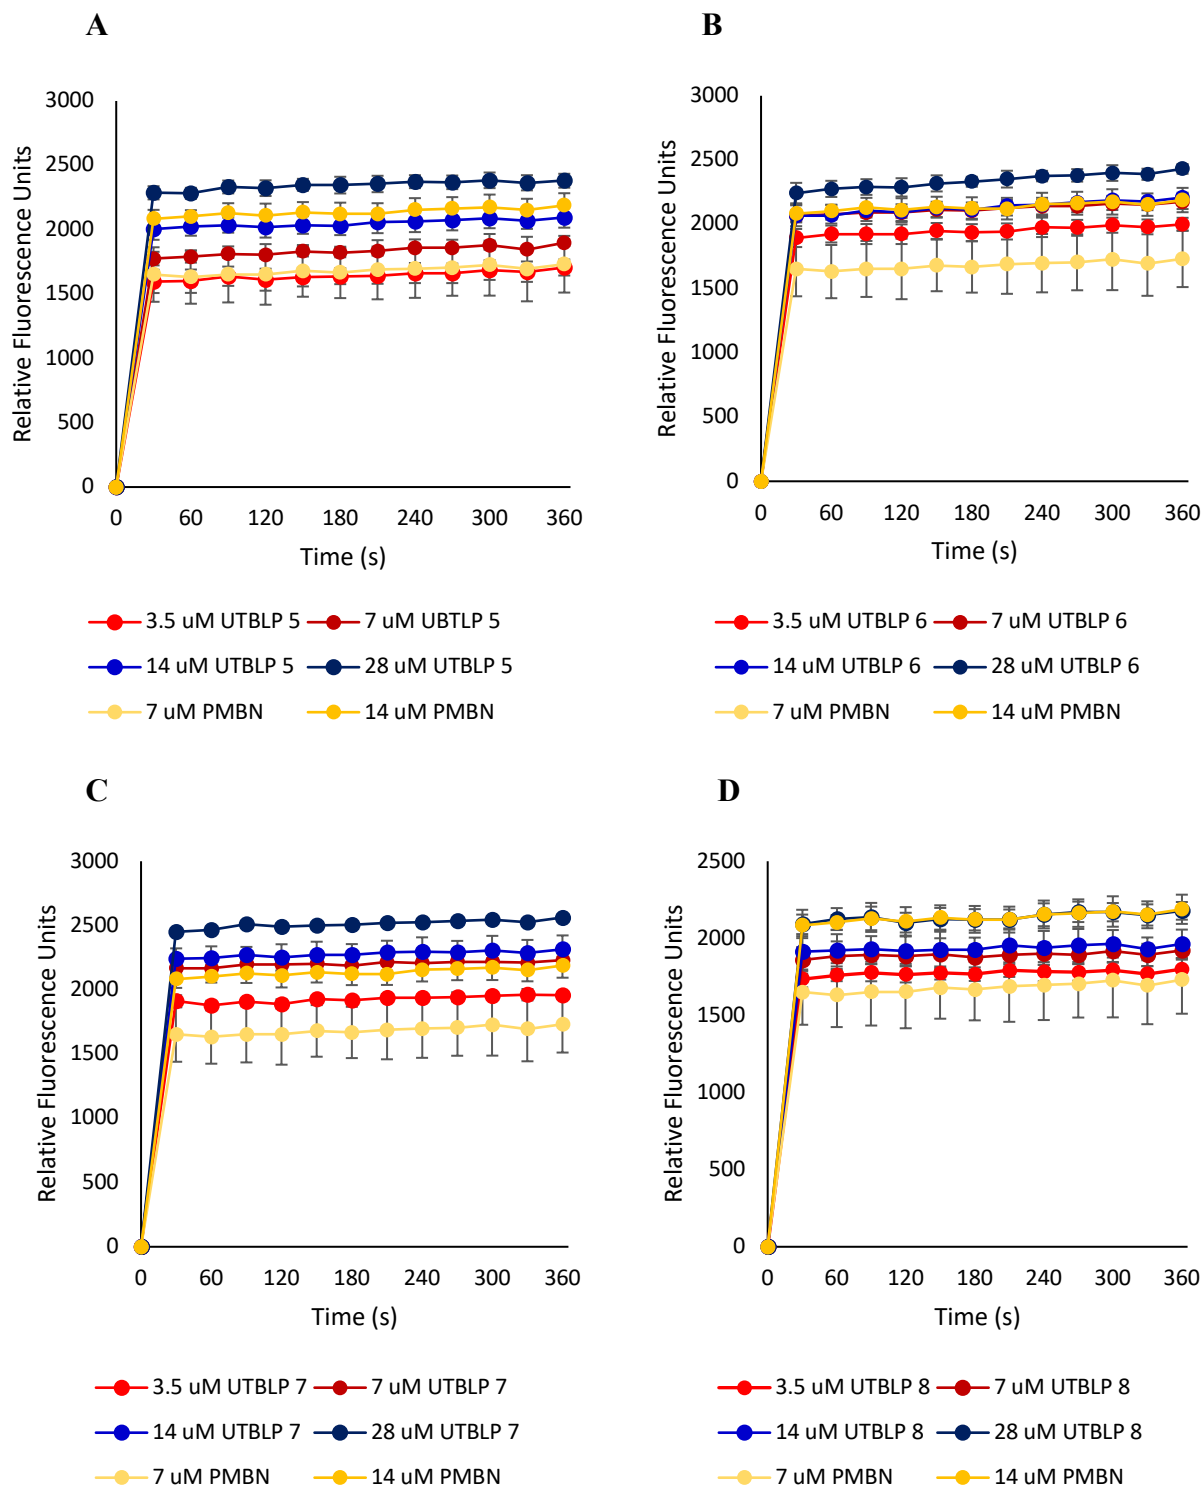 A
Relative Fluorescence Units
3000
2500
2000
1500
1000
500
0
0 60 120 180 240 300 360
Time (s)
3.5 uM UTBLP 5 7 uM UBTLP 5
14 uM UTBLP 5 28 uM UTBLP 5
7 uM PMBN 14 uM PMBN
B
Relative Fluorescence Units
3000
2500
2000
1500
1000
500
0
0 60 120 180 240 300 360
Time (s)
3.5 uM UTBLP 6 7 uM UTBLP 6
14 uM UTBLP 6 28 uM UTBLP 6
7 uM PMBN 14 uM PMBN
C
Relative Fluorescence Units
3000
2500
2000
1500
1000
500
0
0 60 120 180 240 300 360
Time (s)
3.5 uM UTBLP 7 7 uM UTBLP 7
14 uM UTBLP 7 28 uM UTBLP 7
7 uM PMBN 14 uM PMBN
D
Relative Fluorescence Units
2500
2000
1500
1000
500
0
0 60 120 180 240 300 360
Time (s)
3.5 uM UTBLP 8 7 uM UTBLP 8
14 uM UTBLP 8 28 uM UTBLP 8
7 uM PMBN 14 uM PMBN